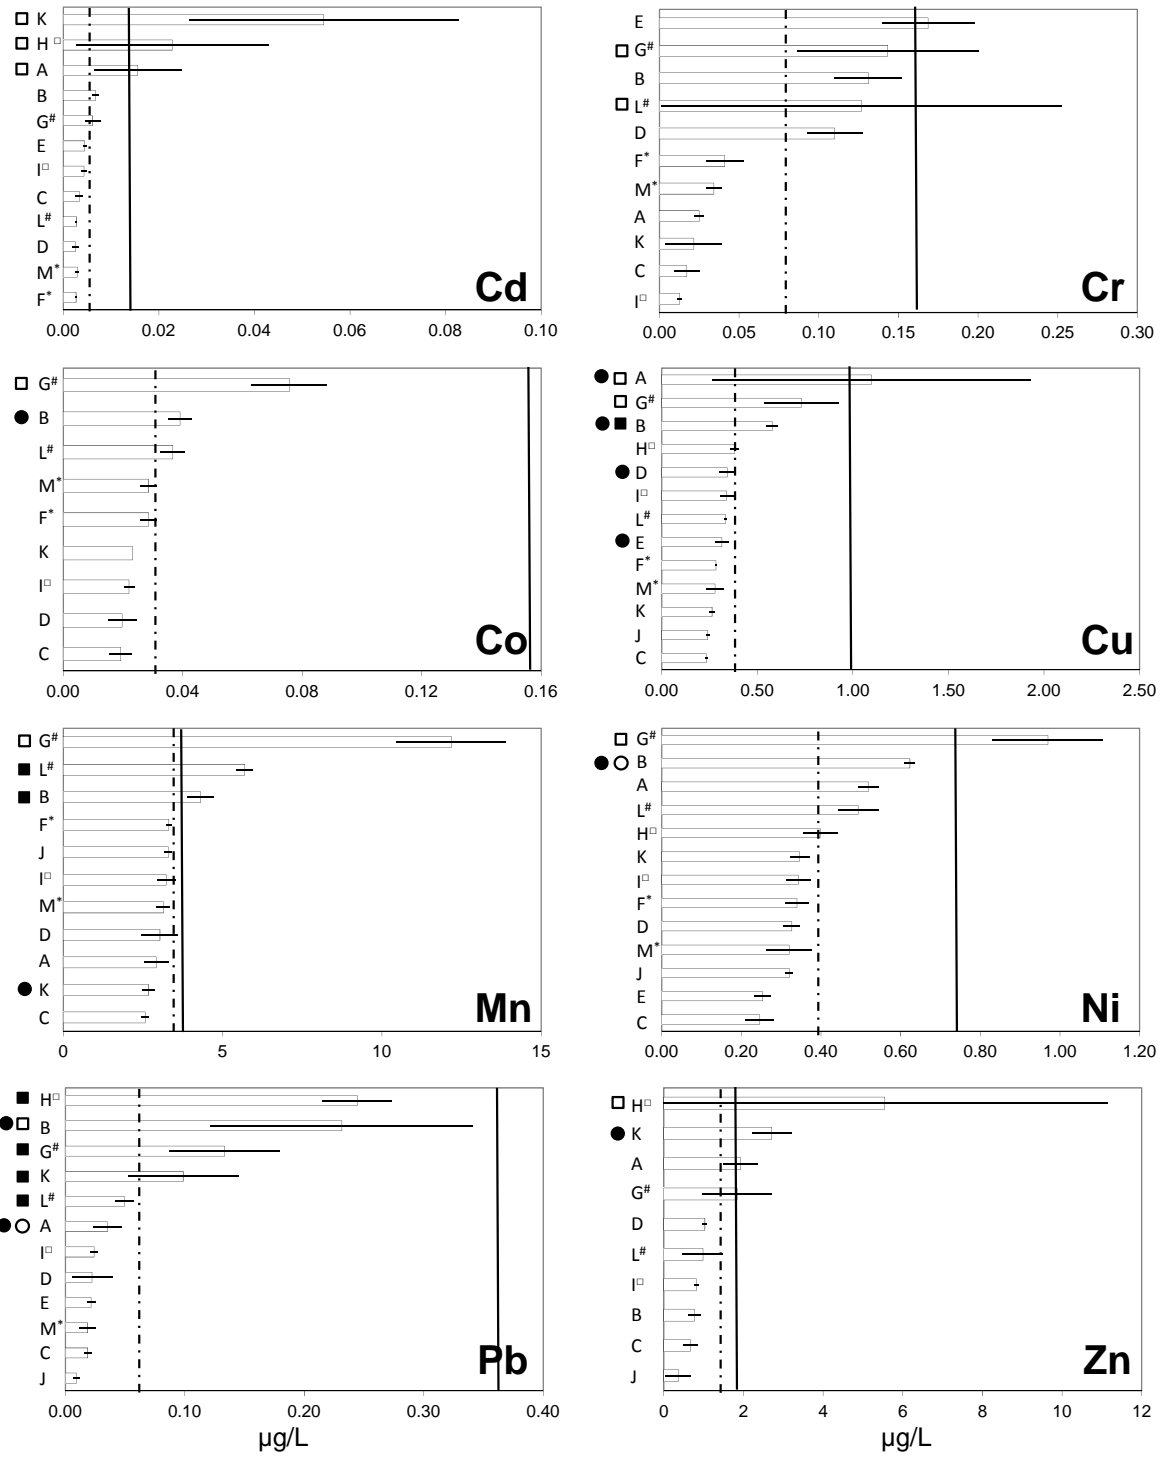 K
H□
A
B
G#
E
I□
C
L#
D
M*
F*
Cd
0.00 0.02 0.04 0.06 0.08 0.10
E
G#
B
L#
D
F*
M*
A
K
C
I□
Cr
0.00 0.05 0.10 0.15 0.20 0.25 0.30
G#
B
L#
M*
F*
K
I□
D
C
Co
0.00 0.04 0.08 0.12 0.16
A
G#
B
H□
D
I□
L#
E
F*
M*
K
J
C
Cu
0.00 0.50 1.00 1.50 2.00 2.50
G#
L#
B
F*
J
I□
M*
D
A
K
C
Mn
0 5 10 15
G#
B
A
L#
H□
K
I□
F*
D
M*
J
E
C
Ni
0.00 0.20 0.40 0.60 0.80 1.00 1.20
H□
B
G#
K
L#
A
I□
D
E
M*
C
J
Pb
0.00 0.10 0.20 0.30 0.40
µg/L
H□
K
A
G#
D
L#
I□
B
C
J
Zn
0 2 4 6 8 10 12
µg/L